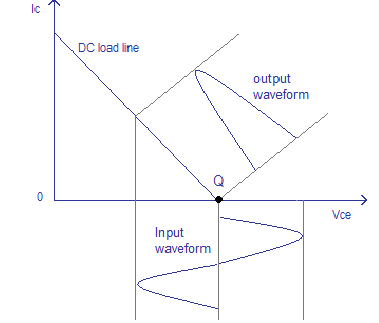 Ic
DC load line
output
waveform
Q
0
Vce
Input
waveform